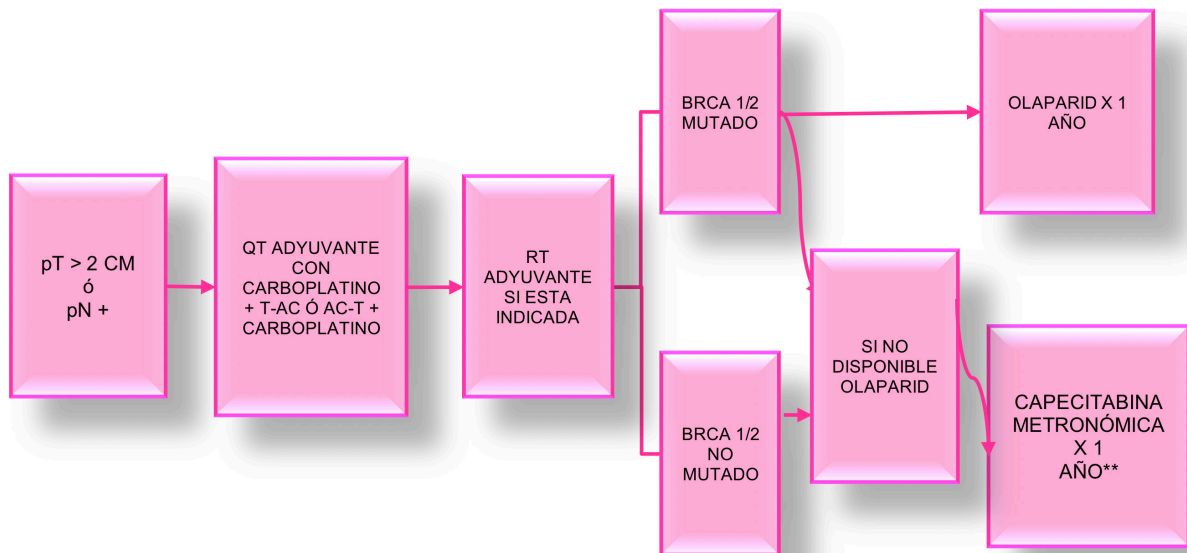 pT > 2 CM
ó
pN +
QT ADYUVANTE
CON
CARBOPLATINO
+ T-AC Ó AC-T +
CARBOPLATINO
RT
ADYUVANTE
SI ESTA
INDICADA
BRCA 1/2
MUTADO
OLAPARID X 1
AÑO
BRCA 1/2
NO
MUTADO
SI NO
DISPONIBLE
OLAPARID
CAPECITABINA
METRONÓMICA
X 1
AÑO**